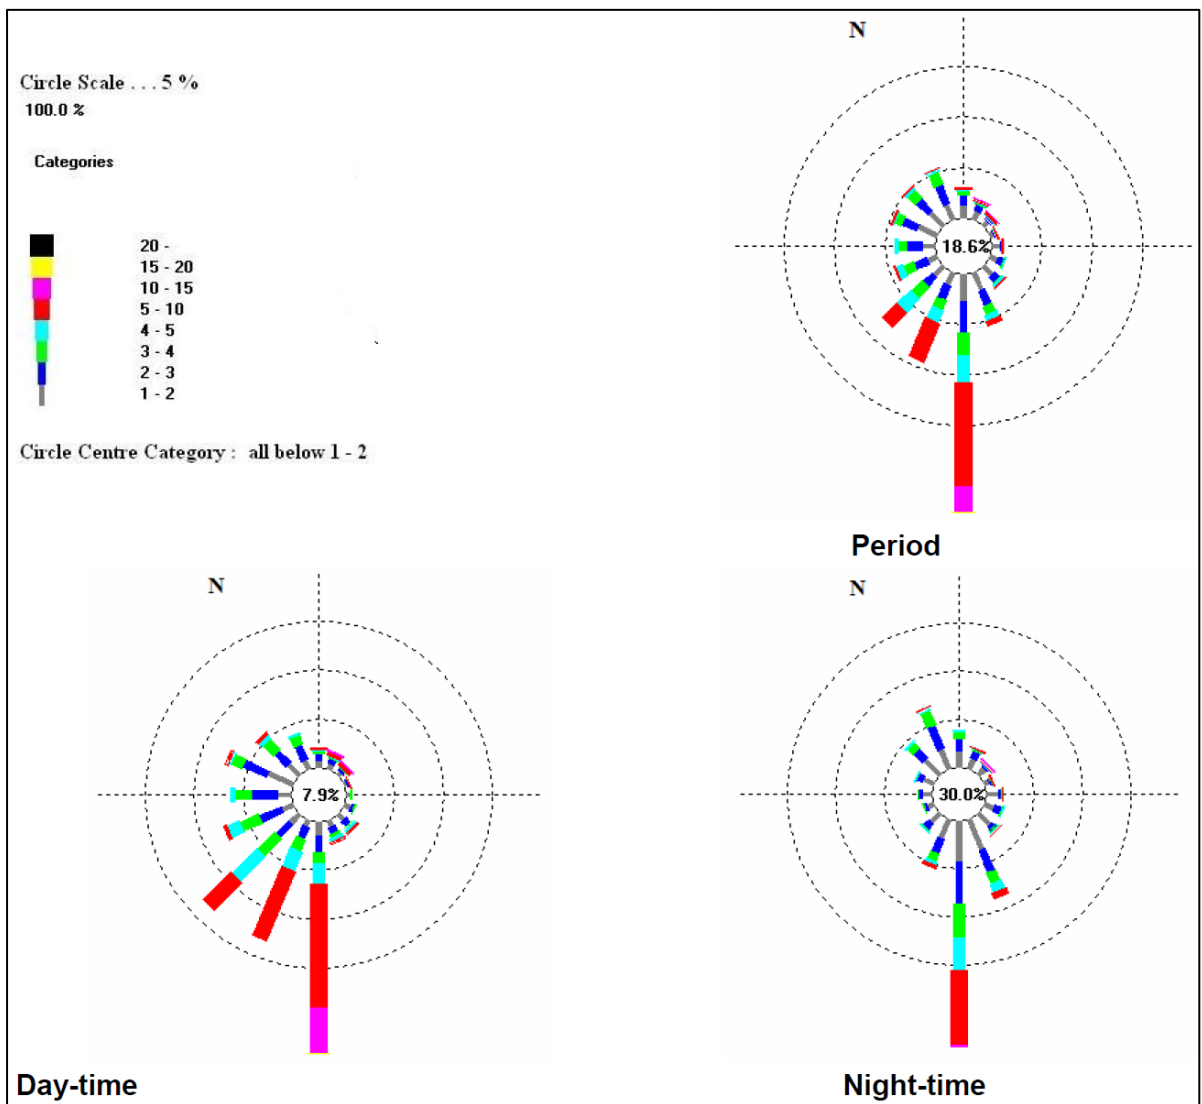 N
Circle Scale . . . 5 %
100.0 %
Categories
20 -
15 - 20
10 - 15
5 - 10
4 - 5
3 - 4
2 - 3
1 - 2
18.6%
Circle Centre Category : all below 1 - 2
Period
N
N
7.9%
30.0%
Day-time
Night-time